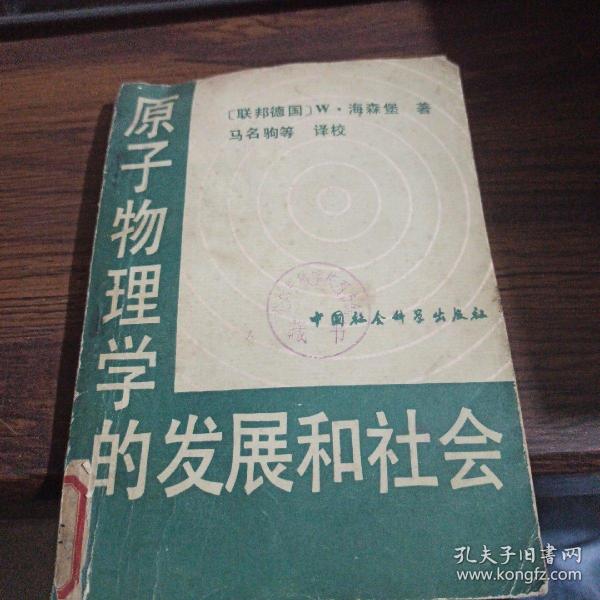 原子物理学
的发展和社会
〔联邦德国〕W·海森堡 著
马名驹等 译校
中国社会科学出版社
藏书
孔夫子旧书网
www.kongfz.com